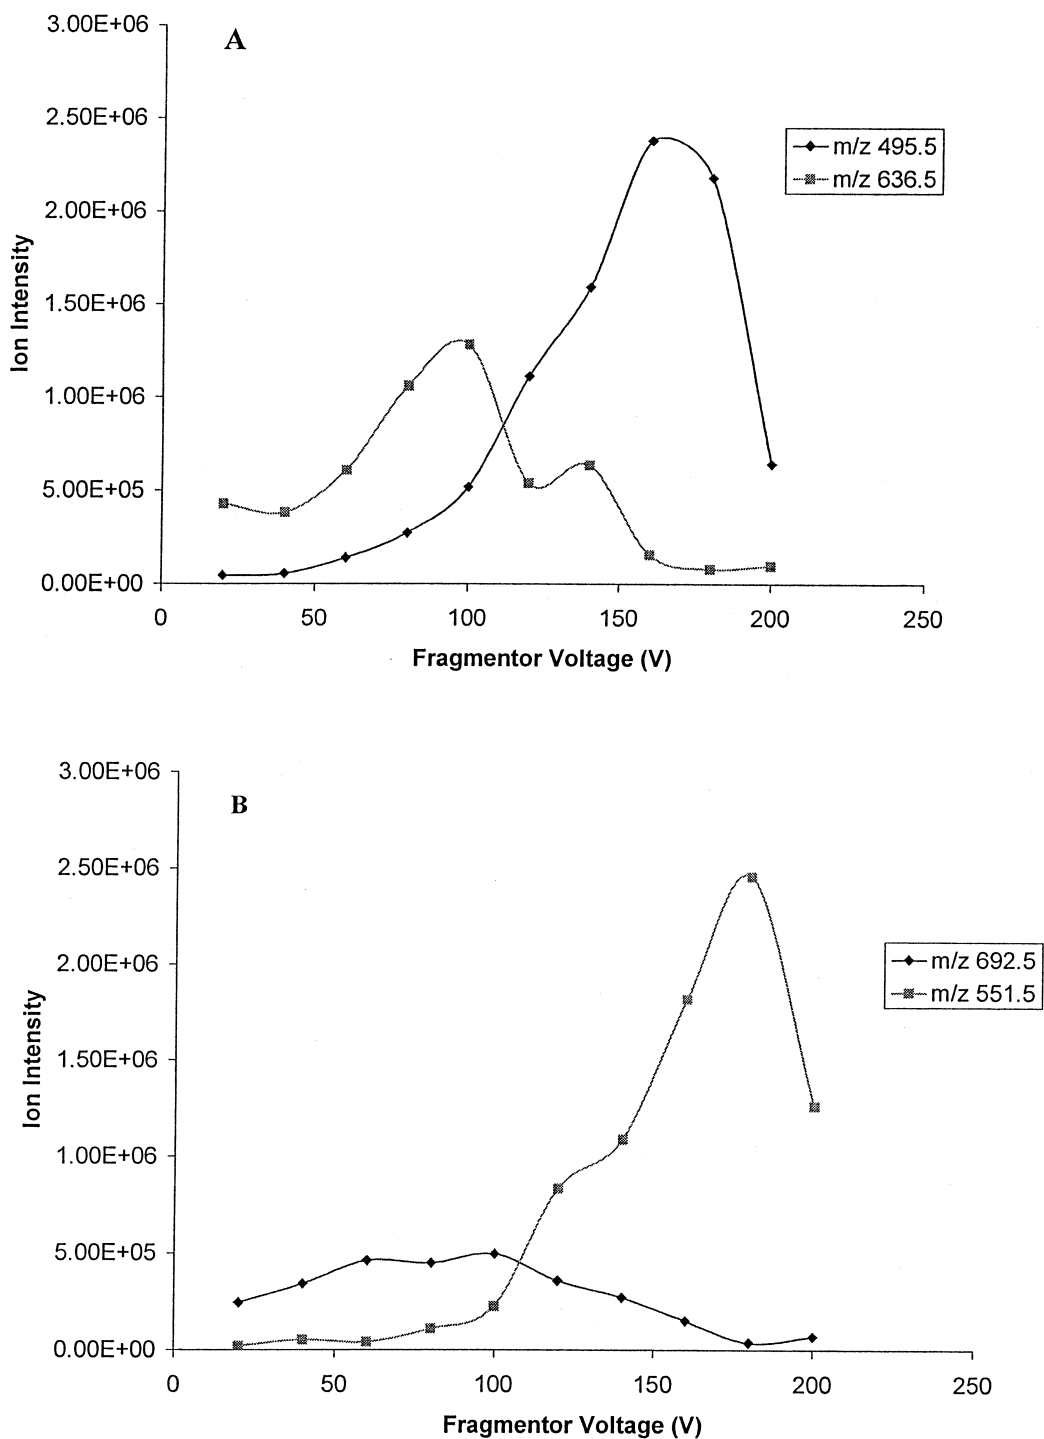 3.00E+06
A
2.50E+06
m/z 495.5
m/z 636.5
2.00E+06
1.50E+06
1.00E+06
5.00E+05
0.00E+00
Ion Intensity
0 50 100 150 200 250
Fragmentor Voltage (V)
3.00E+06
B
2.50E+06
2.00E+06
m/z 692.5
m/z 551.5
1.50E+06
1.00E+06
5.00E+05
0.00E+00
Ion Intensity
0 50 100 150 200 250
Fragmentor Voltage (V)